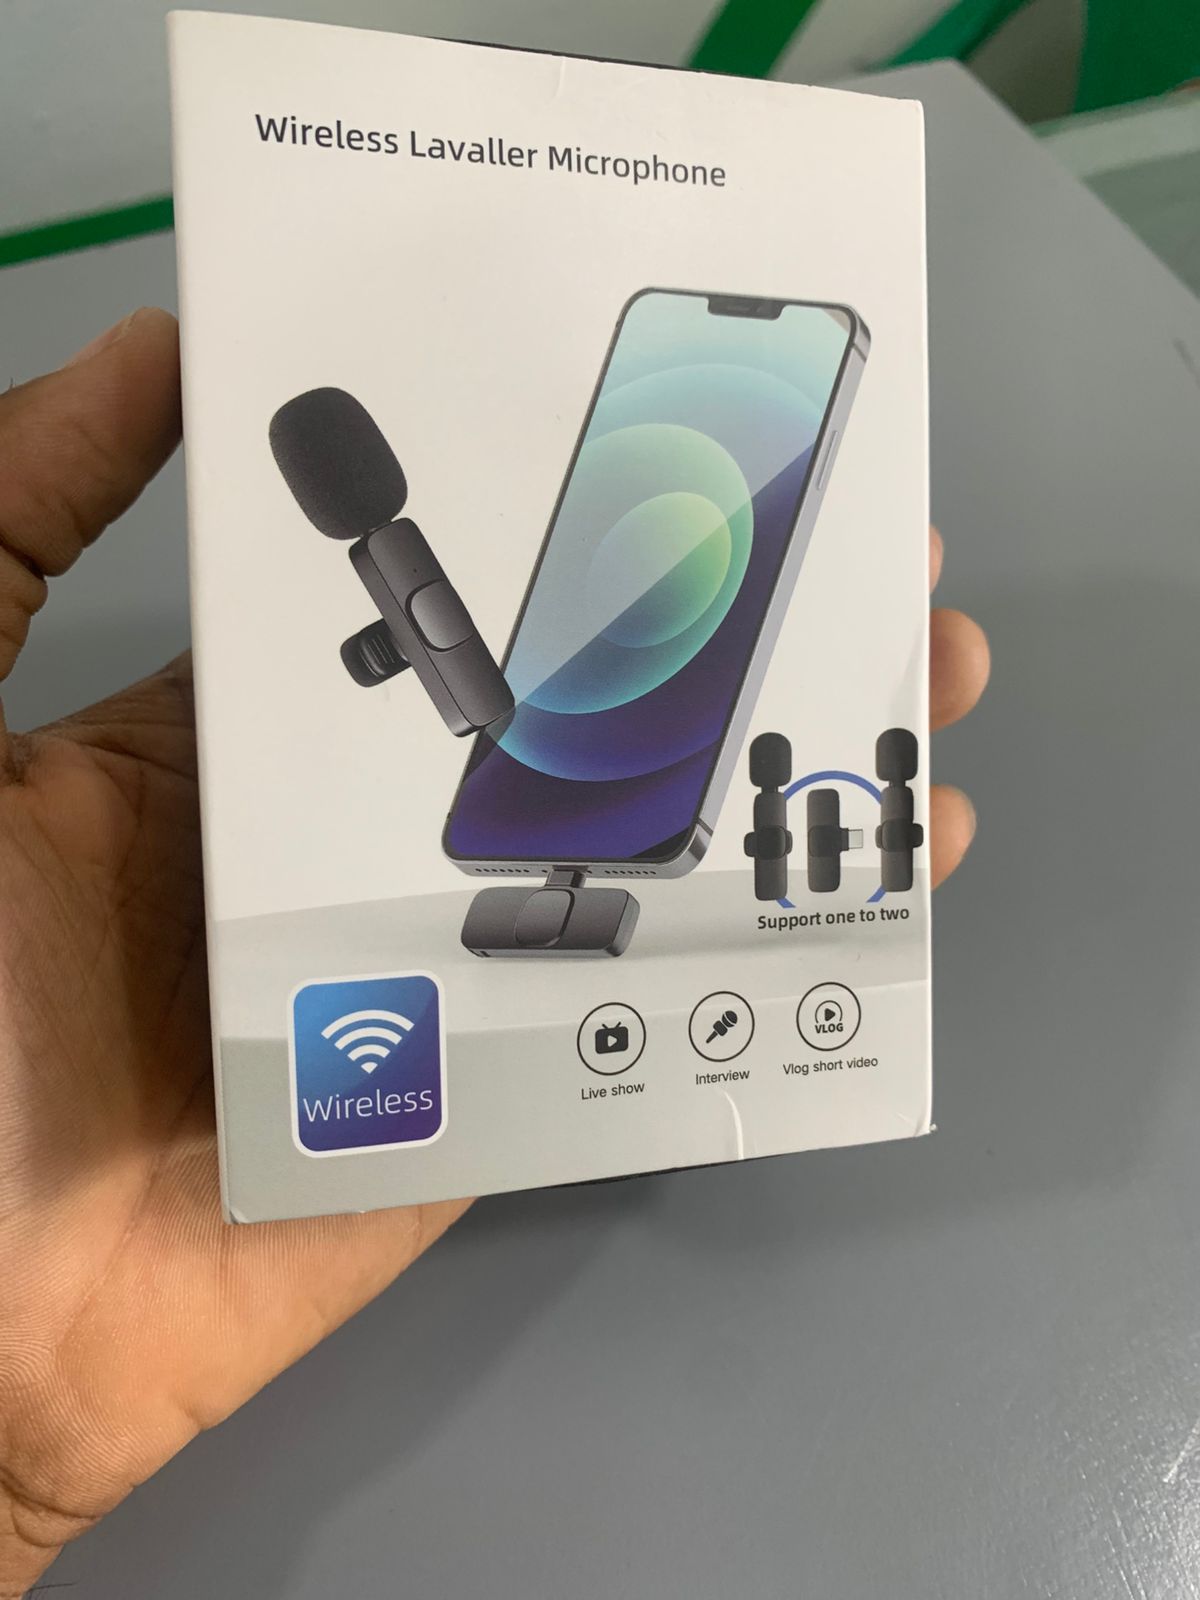 Wireless Lavaller Microphone
Support one to two
Wireless
Live show
Interview
VLOG
Vlog short video